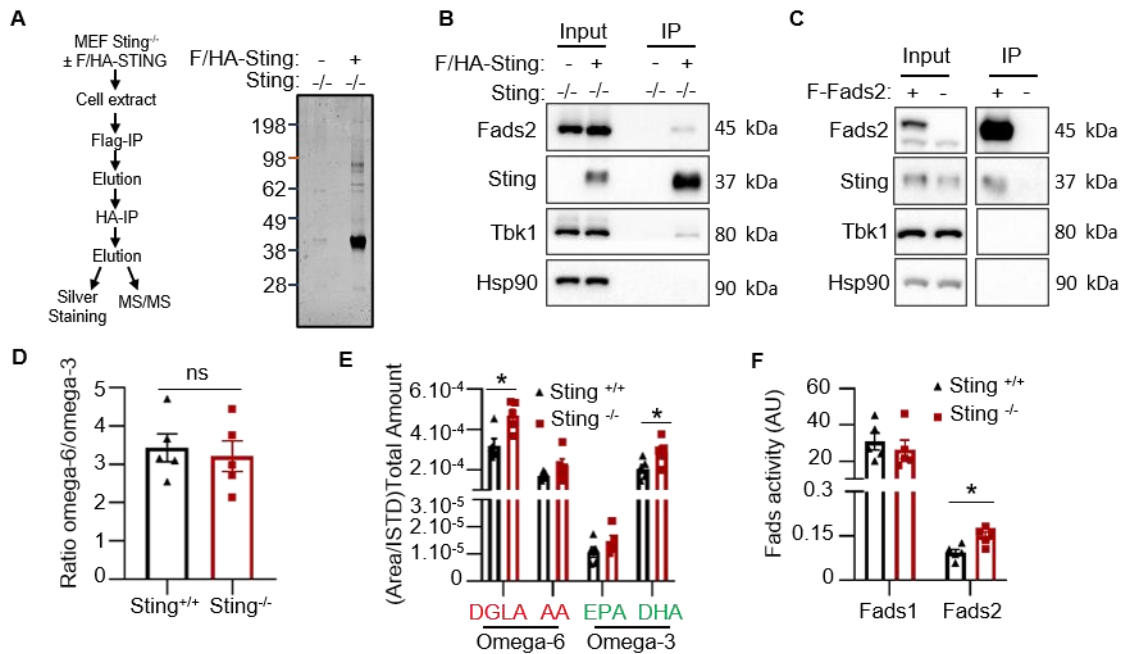 A
MEF Sting-/-
± F/HA-STING
Cell extract
Flag-IP
Elution
HA-IP
Elution
Silver
Staining
MS/MS
F/HA-Sting: - +
Sting: -/- -/-
198
98
62
49
38
28
B
Input IP
F/HA-Sting: - + - +
Sting: -/- -/- -/- -/-
Fads2 45 kDa
Sting 37 kDa
Tbk1 80 kDa
Hsp90 90 kDa
C
Input IP
F-Fads2: + - + -
Fads2 45 kDa
Sting 37 kDa
Tbk1 80 kDa
Hsp90 90 kDa
D
Ratio omega-6/omega-3
5
4
3
2
1
0
ns
Sting+/+ Sting-/-
E
(Area/ISTD)Total Amount
6.10-4
4.10-4
2.10-4
3.10-5
2.10-5
1.10-5
0
* *
Sting +/+
Sting -/-
DGLA AA EPA DHA
Omega-6 Omega-3
F
Fads activity (AU)
60
40
20
0.3
0.15
0
*
Sting +/+
Sting -/-
Fads1 Fads2